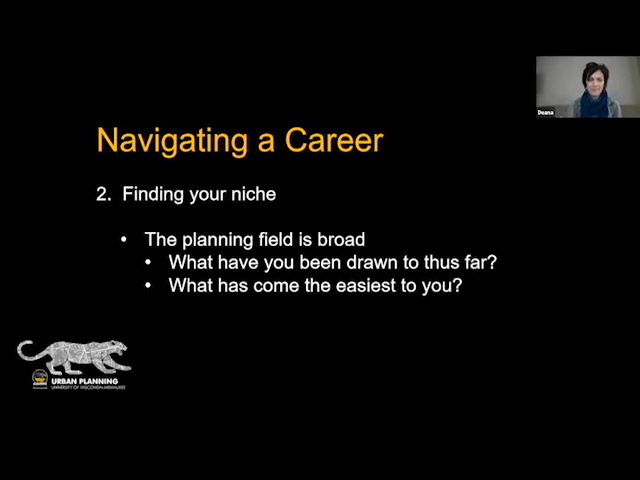 Deana
Navigating a Career
2. Finding your niche
• The planning field is broad
• What have you been drawn to thus far?
• What has come the easiest to you?
URBAN PLANNING
UNIVERSITY OF WISCONSIN-MILWAUKEE